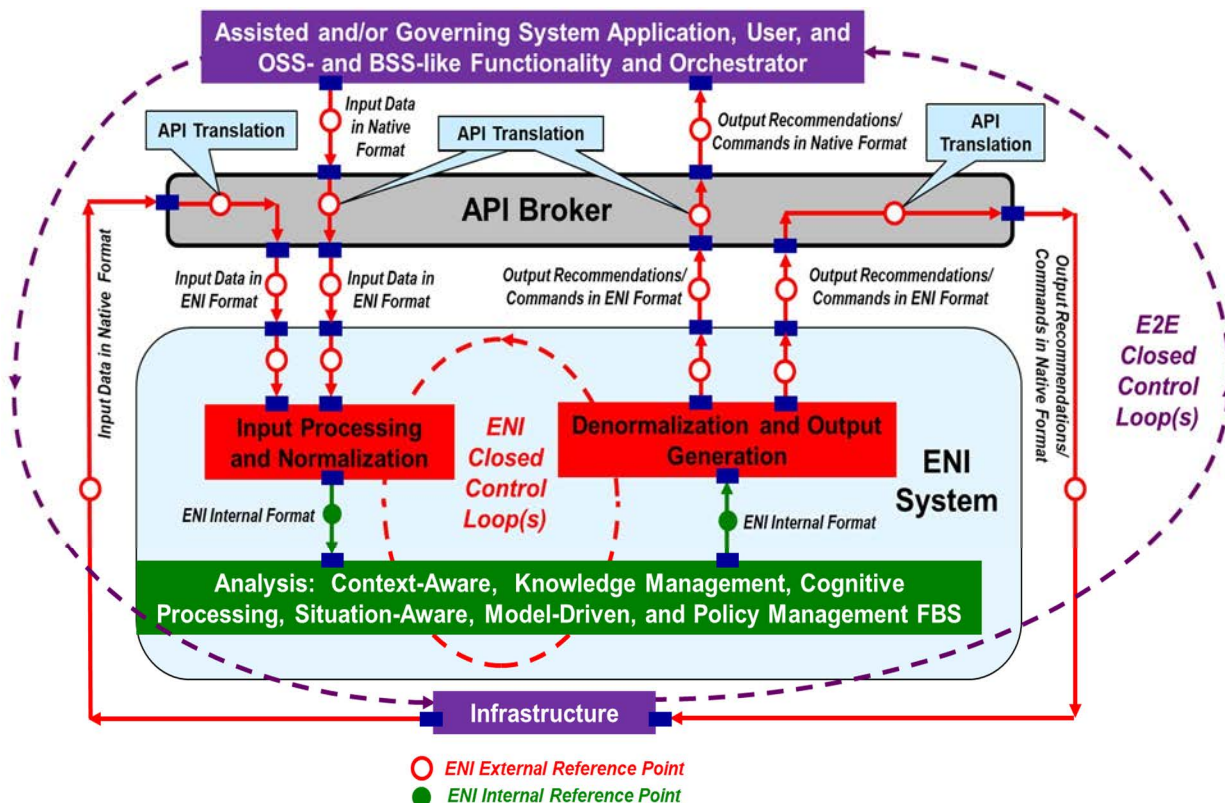 Assisted and/or Governing System Application, User, and
OSS- and BSS-like Functionality and Orchestrator
Input Data
in Native
Format
API Translation
API Translation
Output Recommendations/
Commands in Native Format
API
Translation
API Broker
Input Data in
ENI Format
Input Data in
ENI Format
Output Recommendations/
Commands in ENI Format
Output Recommendations/
Commands in ENI Format
Input Data in Native Format
Output Recommendations/
Commands in Native Format
E2E
Closed
Control
Loop(s)
Input Processing
and Normalization
ENI
Closed
Control
Loop(s)
Denormalization and Output
Generation
ENI
System
ENI Internal Format
ENI Internal Format
Analysis: Context-Aware, Knowledge Management, Cognitive
Processing, Situation-Aware, Model-Driven, and Policy Management FBS
Infrastructure
ENI External Reference Point
ENI Internal Reference Point